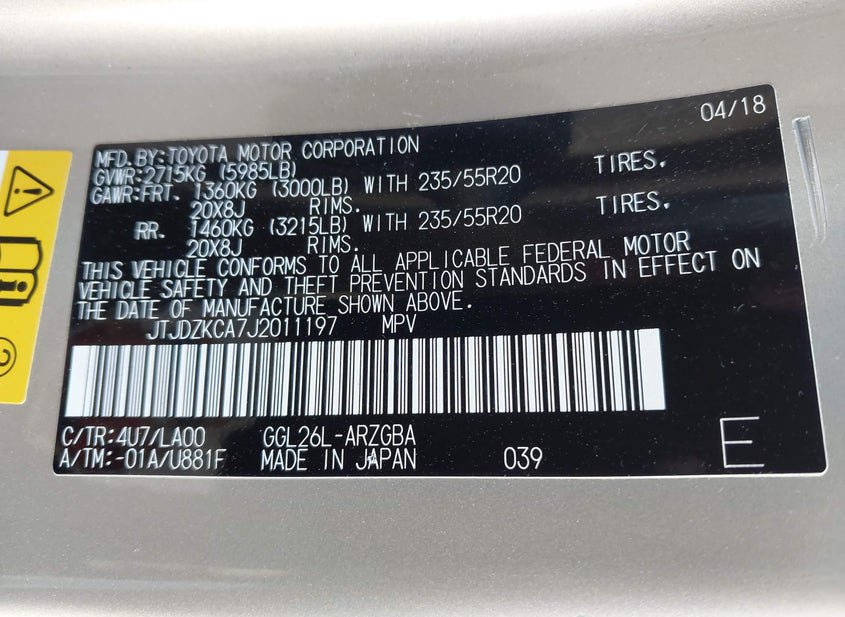 04/18
MFD.BY:TOYOTA MOTOR CORPORATION
GVWR:2715KG (5985LB)
GAWR:FRT. 1360KG (3000LB) WITH 235/55R20 TIRES.
20X8J RIMS.
RR. 1460KG (3215LB) WITH 235/55R20 TIRES.
20X8J RIMS.
THIS VEHICLE CONFORMS TO ALL APPLICABLE FEDERAL MOTOR
VEHICLE SAFETY AND THEFT PREVENTION STANDARDS IN EFFECT ON
THE DATE OF MANUFACTURE SHOWN ABOVE.
JTJDZKCA7J2011197 MPV
C/TR:4U7/LA00 GGL26L-ARZGBA
A/TM:-01A/U881F MADE IN JAPAN 039 E